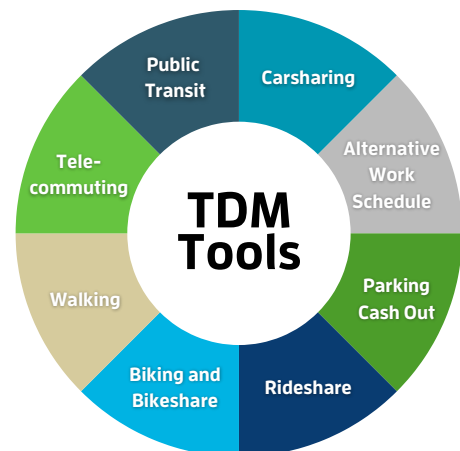 Public
Transit
Carsharing
Alternative
Work
Schedule
Parking
Cash Out
Rideshare
Biking and
Bikeshare
Walking
Tele-
commuting
TDM
Tools